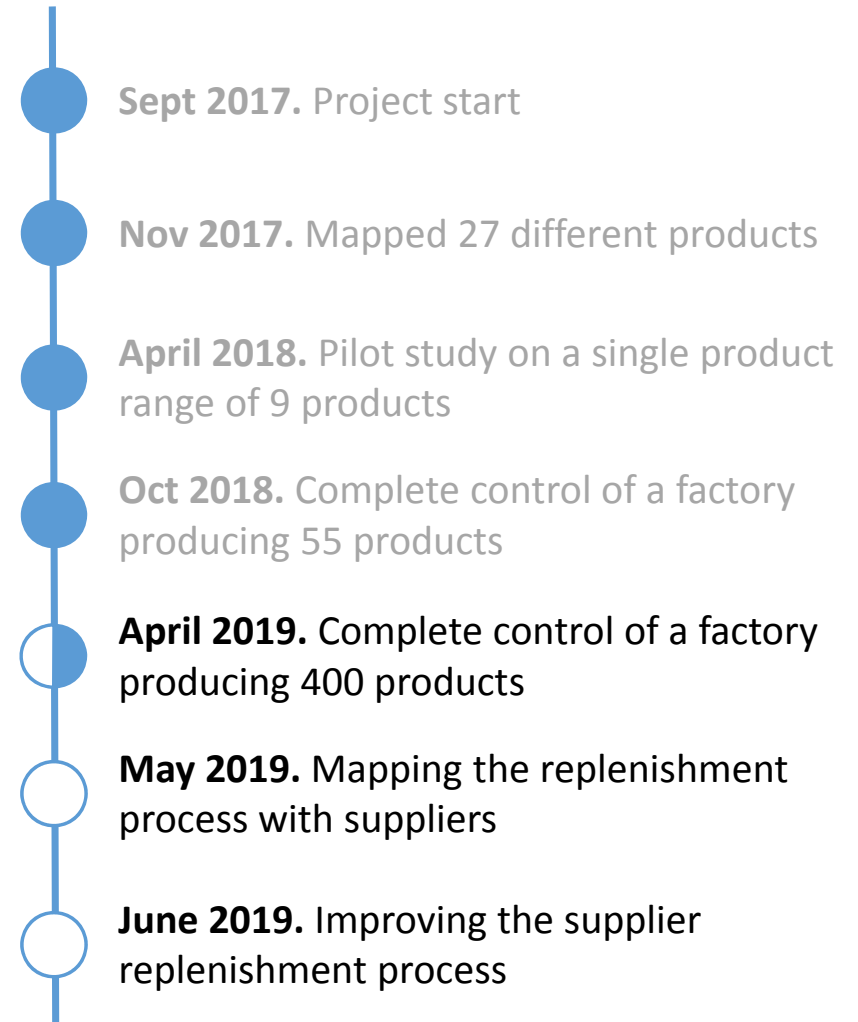 Sept 2017. Project start
Nov 2017. Mapped 27 different products
April 2018. Pilot study on a single product
range of 9 products
Oct 2018. Complete control of a factory
producing 55 products
April 2019. Complete control of a factory
producing 400 products
May 2019. Mapping the replenishment
process with suppliers
June 2019. Improving the supplier
replenishment process